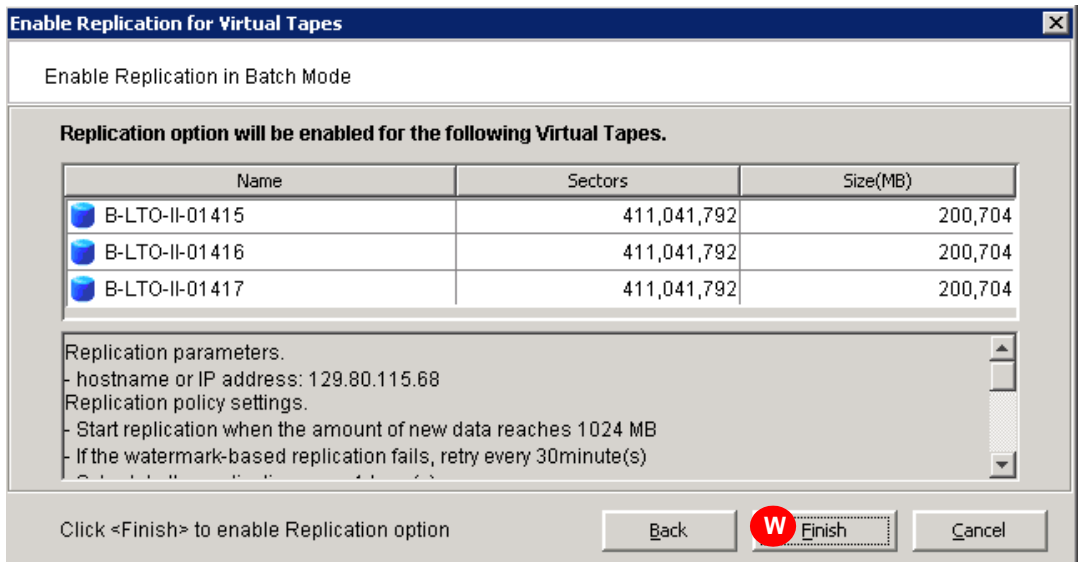 Enable Replication for Virtual Tapes
Enable Replication in Batch Mode
Replication option will be enabled for the following Virtual Tapes.
Name Sectors Size(MB)
B-LTO-II-01415 411,041,792 200,704
B-LTO-II-01416 411,041,792 200,704
B-LTO-II-01417 411,041,792 200,704
Replication parameters.
- hostname or IP address: 129.80.115.68
Replication policy settings.
- Start replication when the amount of new data reaches 1024 MB
- If the watermark-based replication fails, retry every 30minute(s)
Click <Finish> to enable Replication option Back W Finish Cancel